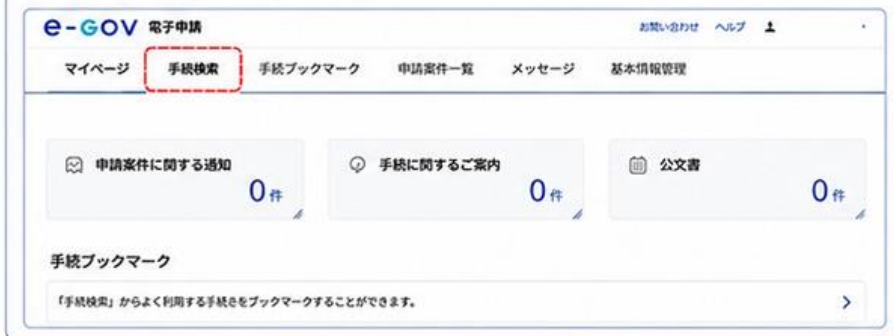 e-GOV 電子申請
お問い合わせ ヘルプ
マイページ 手続検索 手続ブックマーク 申請案件一覧 メッセージ 基本情報管理
申請案件に関する通知
0件
手続に関するご案内
0件
公文書
0件
手続ブックマーク
「手続検索」からよく利用する手続きをブックマークすることができます。